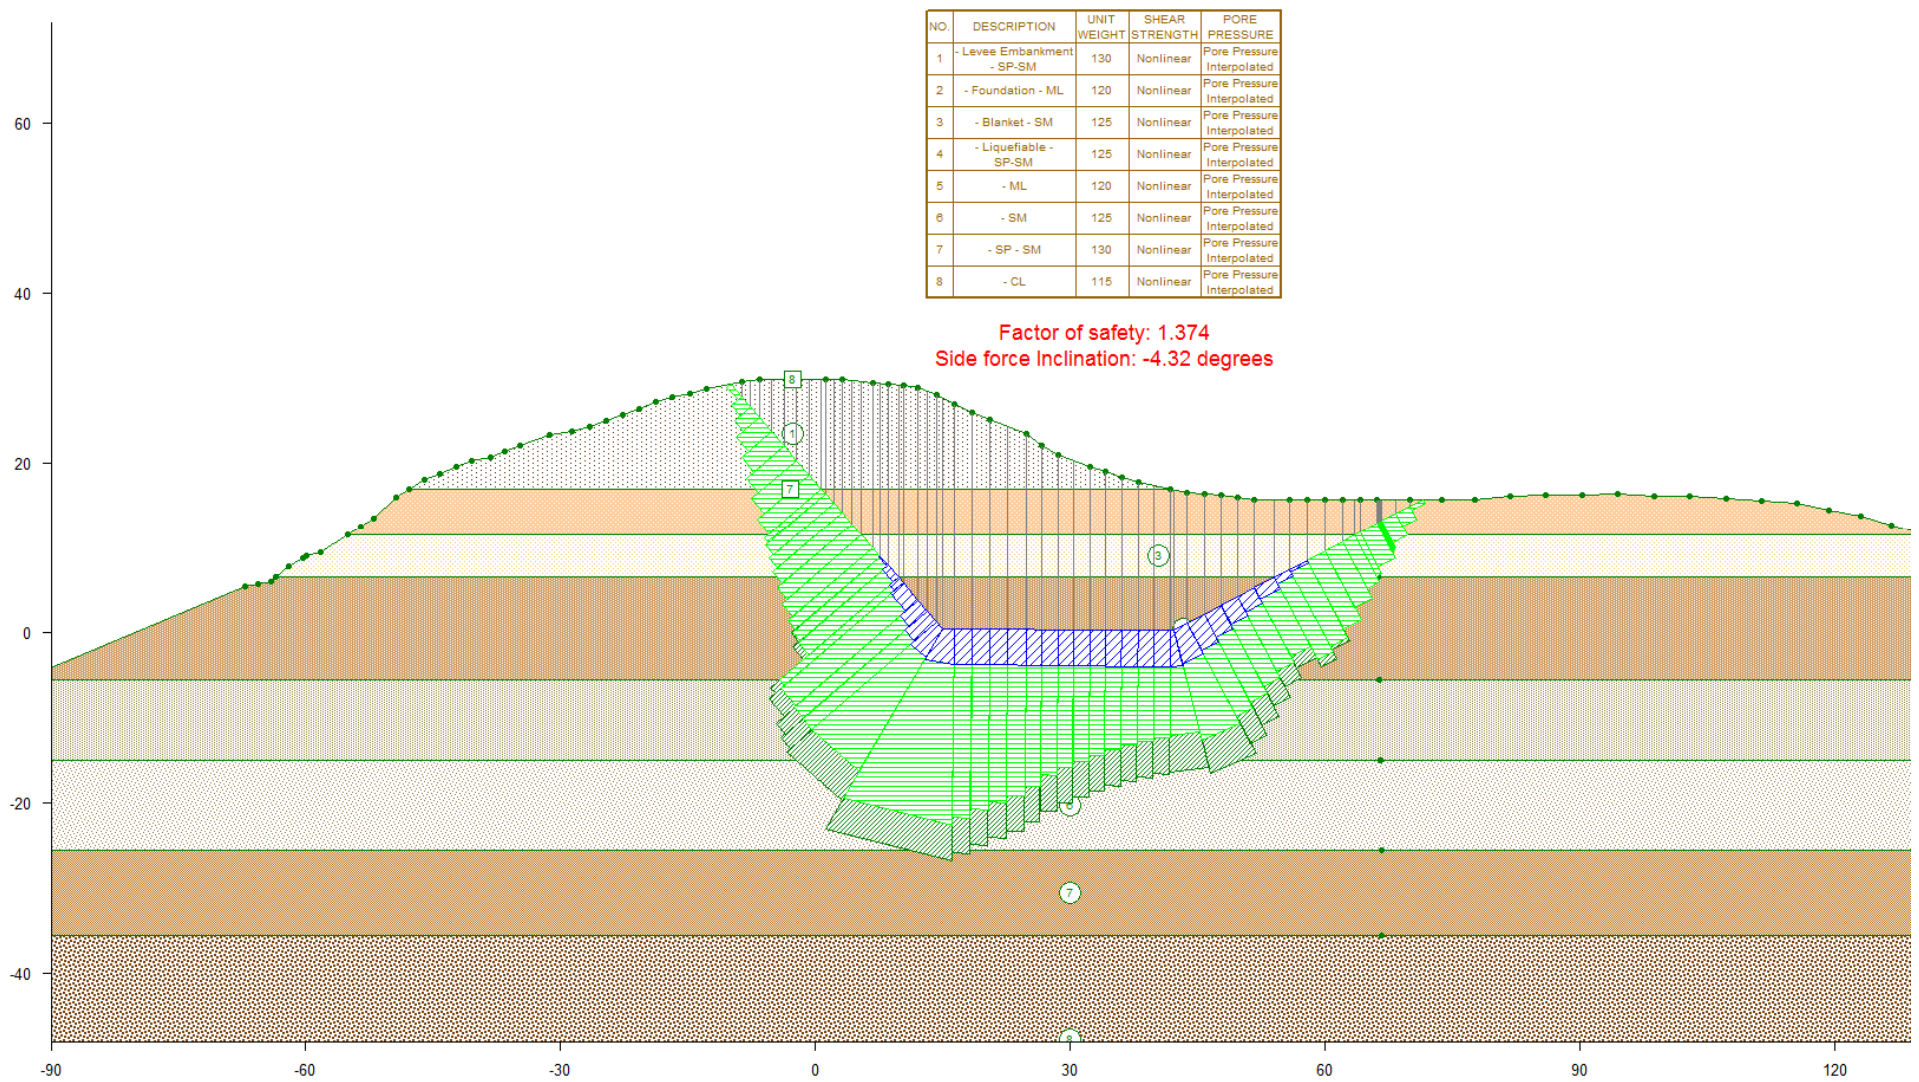 NO. DESCRIPTION UNIT WEIGHT SHEAR STRENGTH PORE PRESSURE
1 - Levee Embankment - SP-SM 130 Nonlinear Pore Pressure Interpolated
2 - Foundation - ML 120 Nonlinear Pore Pressure Interpolated
3 - Blanket - SM 125 Nonlinear Pore Pressure Interpolated
4 - Liquefiable - SP-SM 125 Nonlinear Pore Pressure Interpolated
5 - ML 120 Nonlinear Pore Pressure Interpolated
6 - SM 125 Nonlinear Pore Pressure Interpolated
7 - SP - SM 130 Nonlinear Pore Pressure Interpolated
8 - CL 115 Nonlinear Pore Pressure Interpolated
Factor of safety: 1.374
Side force Inclination: -4.32 degrees
60
40
20
0
-20
-40
8
1
7
3
6
7
8
-90 -60 -30 0 30 60 90 120